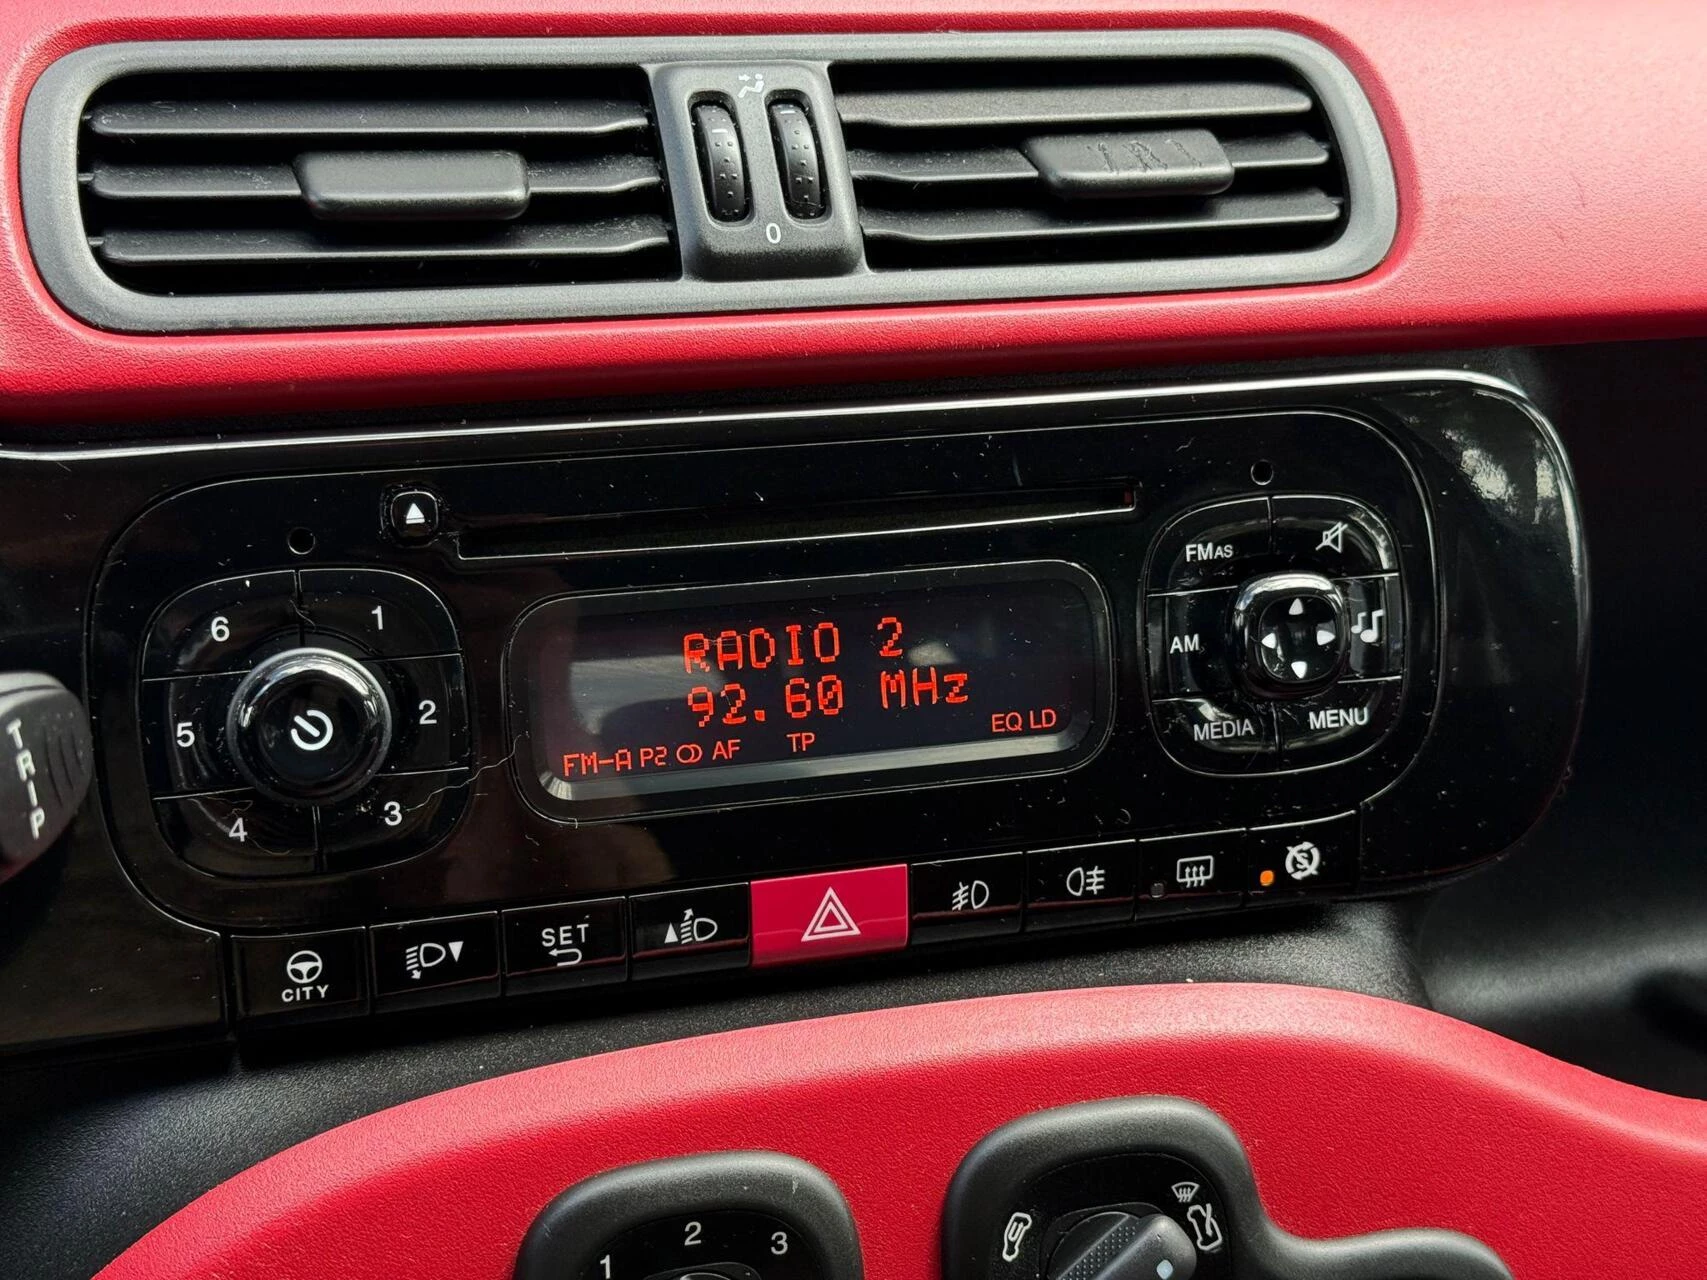 0
FMAS
6
1
RADIO 2
AM
5
2
92.60 MHz
MEDIA
MENU
EQ LD
FM-A P2 AF TP
4
3
TRIP
CITY
SET
1
2
3